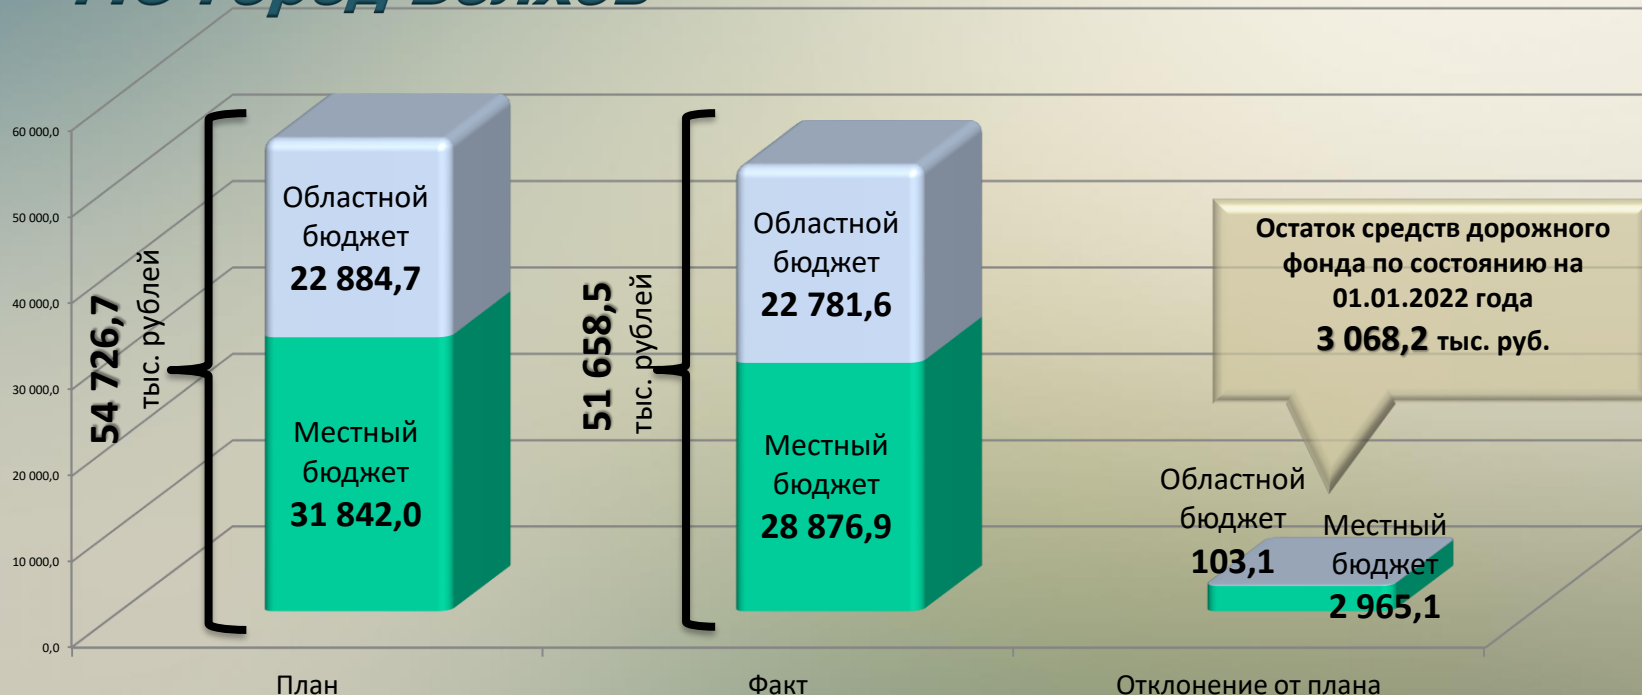 МО город Волхов
60 000,0
50 000,0
40 000,0
30 000,0
20 000,0
10 000,0
0,0
54 726,7
тыс. рублей
Областной
бюджет
22 884,7
Местный
бюджет
31 842,0
51 658,5
тыс. рублей
Областной
бюджет
22 781,6
Местный
бюджет
28 876,9
Остаток средств дорожного
фонда по состоянию на
01.01.2022 года
3 068,2 тыс. руб.
Областной
бюджет
103,1
Местный
бюджет
2 965,1
План
Факт
Отклонение от плана